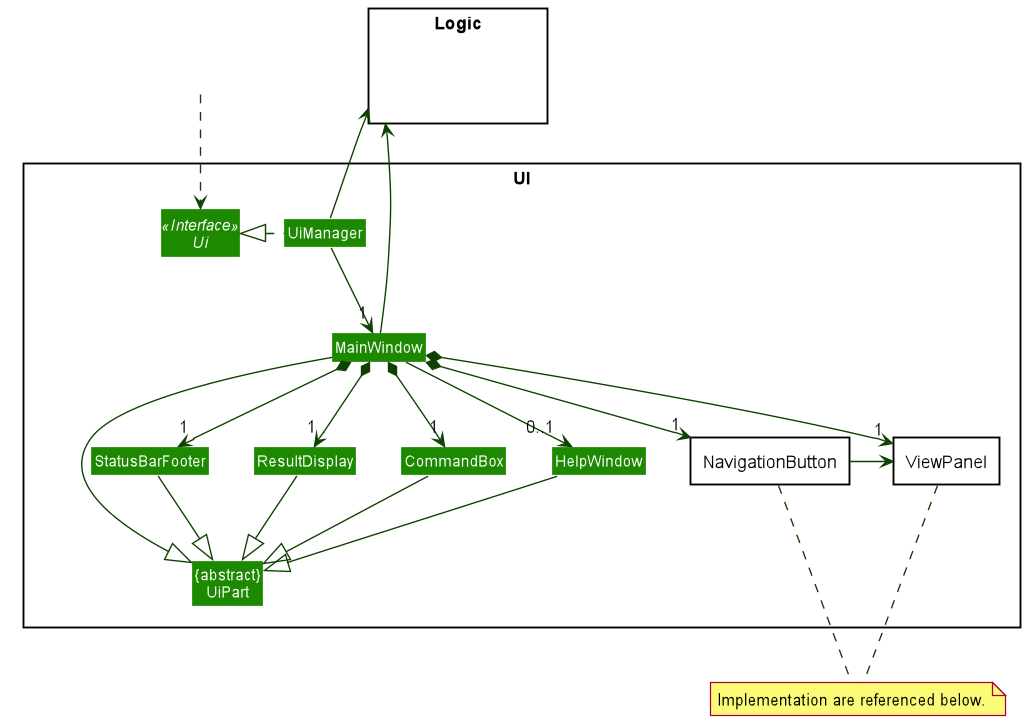 Logic
UI
«Interface»
Ui
UiManager
1
MainWindow
1
1
1
0..1
1
1
StatusBarFooter
ResultDisplay
CommandBox
HelpWindow
NavigationButton
ViewPanel
{abstract}
UiPart
Implementation are referenced below.